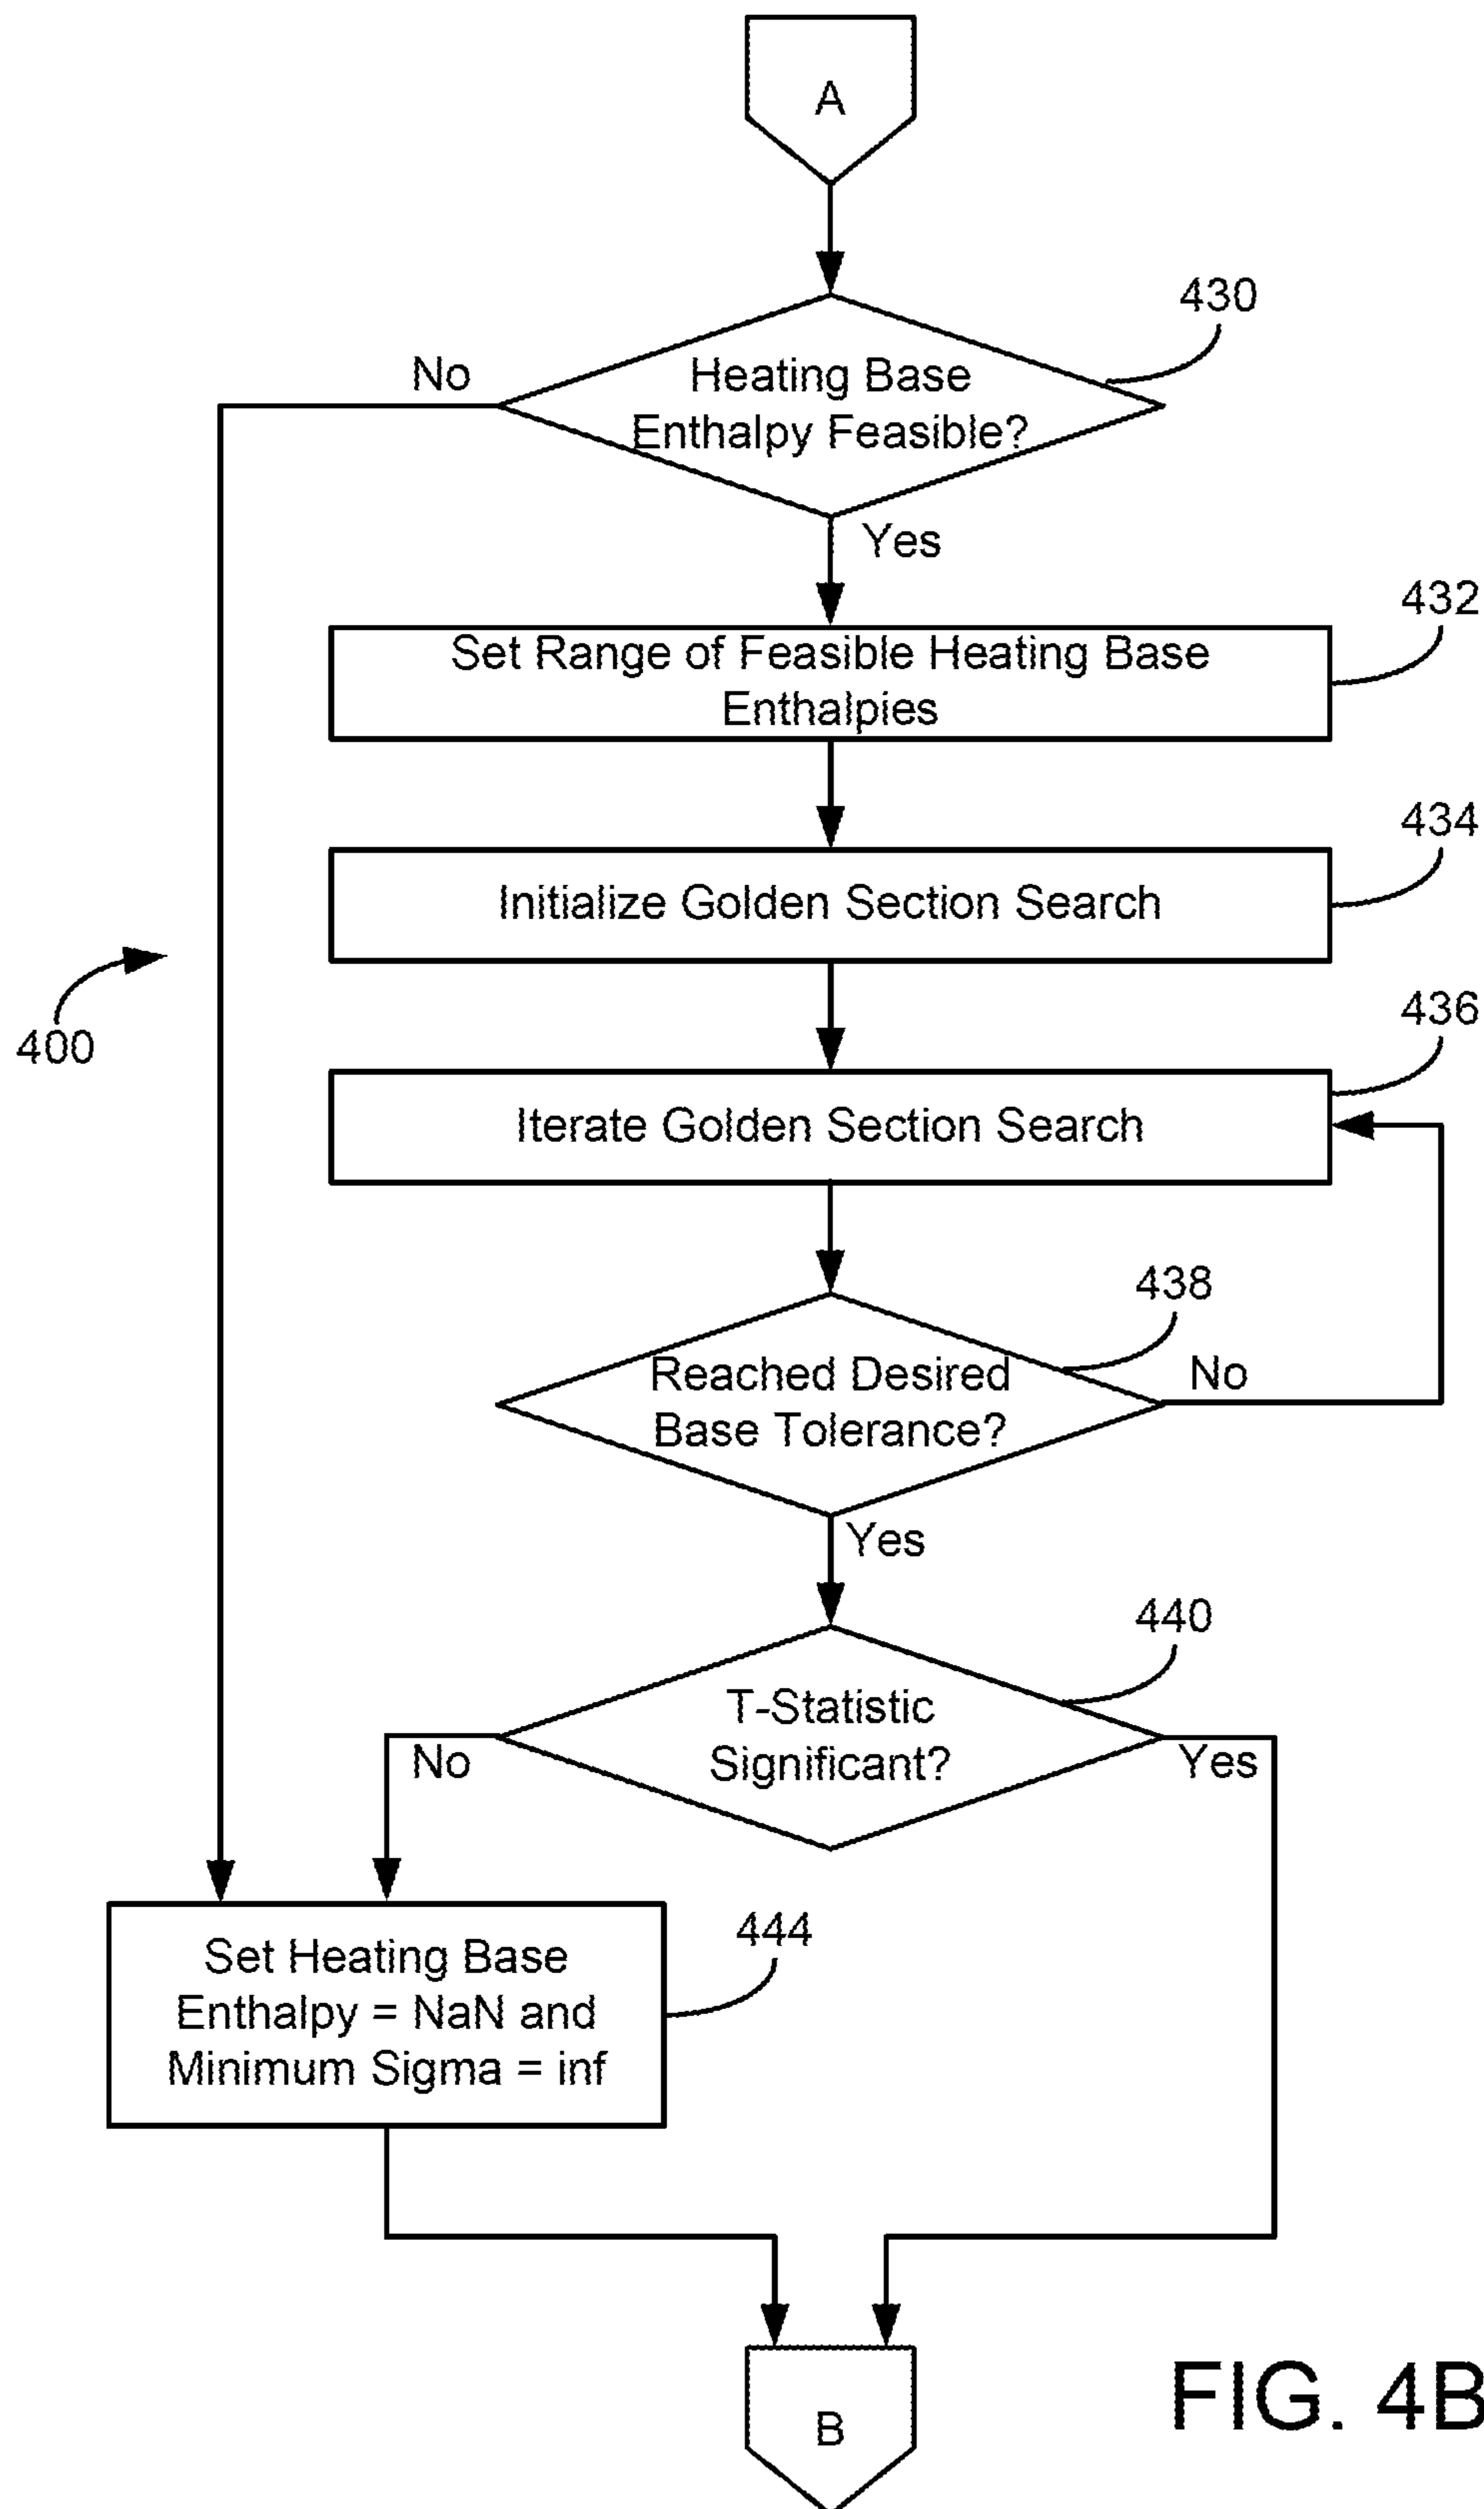 A
430
No
Heating Base
Enthalpy Feasible?
Yes
432
Set Range of Feasible Heating Base
Enthalpies
434
Initialize Golden Section Search
400
436
Iterate Golden Section Search
438
Reached Desired
Base Tolerance?
No
Yes
440
T-Statistic
Significant?
No
Yes
444
Set Heating Base
Enthalpy = NaN and
Minimum Sigma = inf
B
FIG. 4B